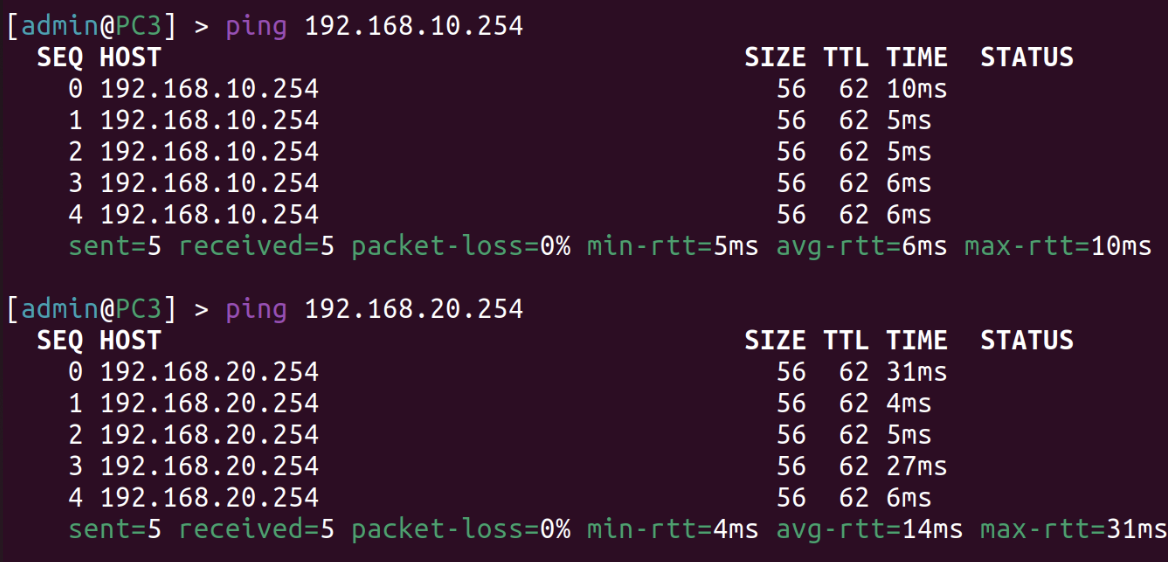 [admin@PC3] > ping 192.168.10.254
SEQ HOST SIZE TTL TIME STATUS
0 192.168.10.254 56 62 10ms
1 192.168.10.254 56 62 5ms
2 192.168.10.254 56 62 5ms
3 192.168.10.254 56 62 6ms
4 192.168.10.254 56 62 6ms
sent=5 received=5 packet-loss=0% min-rtt=5ms avg-rtt=6ms max-rtt=10ms
[admin@PC3] > ping 192.168.20.254
SEQ HOST SIZE TTL TIME STATUS
0 192.168.20.254 56 62 31ms
1 192.168.20.254 56 62 4ms
2 192.168.20.254 56 62 5ms
3 192.168.20.254 56 62 27ms
4 192.168.20.254 56 62 6ms
sent=5 received=5 packet-loss=0% min-rtt=4ms avg-rtt=14ms max-rtt=31ms